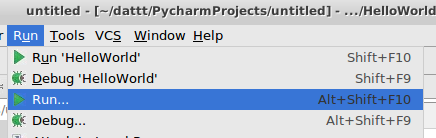 untitled - [~/dattt/PycharmProjects/untitled] - .../HelloWorld
Run Tools VCS Window Help
Run 'HelloWorld' Shift+F10
Debug 'HelloWorld' Shift+F9
Run... Alt+Shift+F10
Debug... Alt+Shift+F9